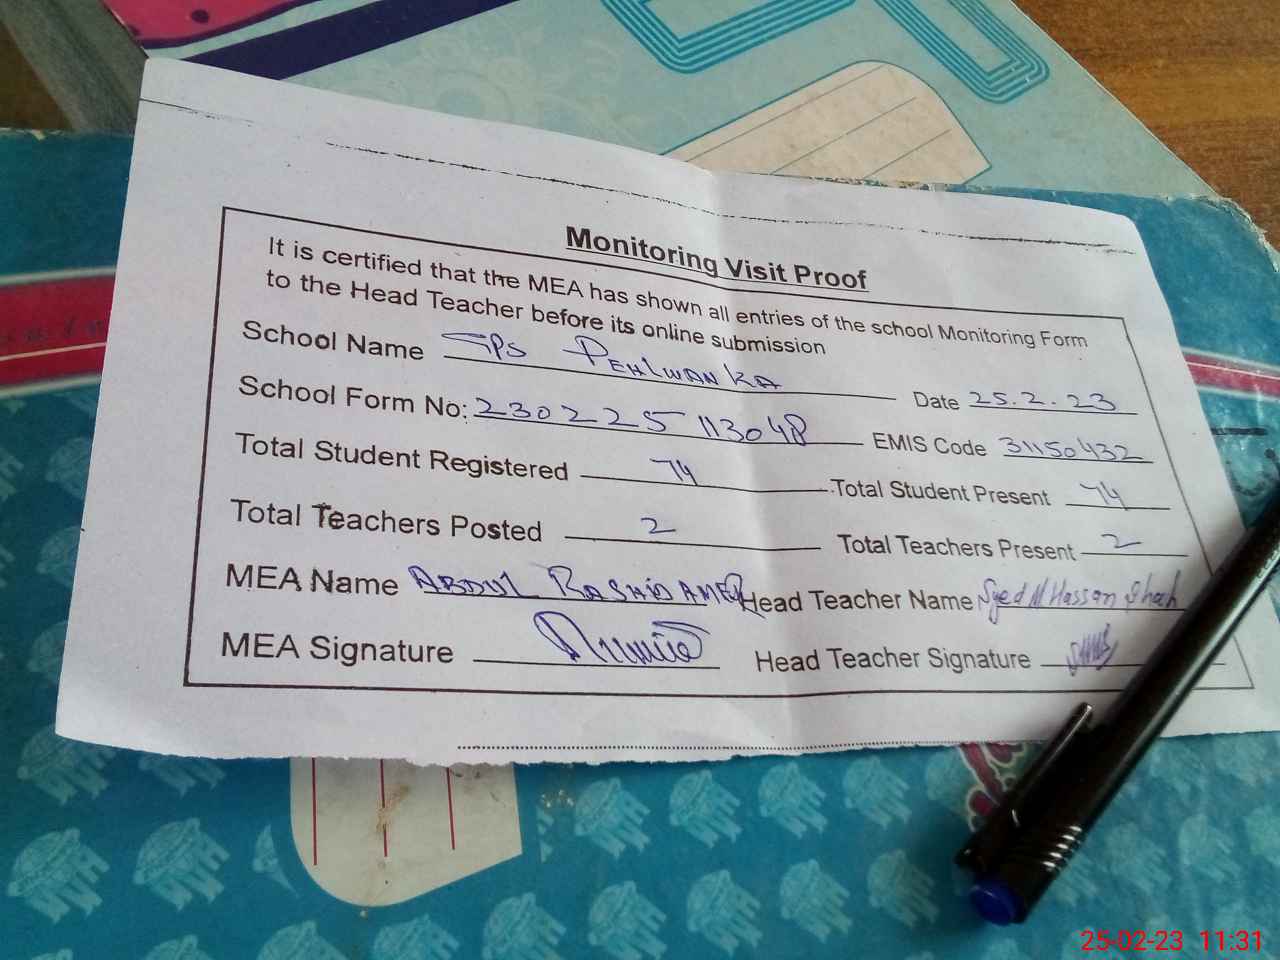 Monitoring Visit Proof
It is certified that the MEA has shown all entries of the school Monitoring Form
to the Head Teacher before its online submission
School Name GPS PEHLWAN KA Date 25.2.23
School Form No: 230225113048 EMIS Code 31150432
Total Student Registered 74 Total Student Present 74
Total Teachers Posted 2 Total Teachers Present 2
MEA Name ABDUL RASHID AMER Head Teacher Name Syed M Hassan Shah
MEA Signature Head Teacher Signature
25-02-23 11:31